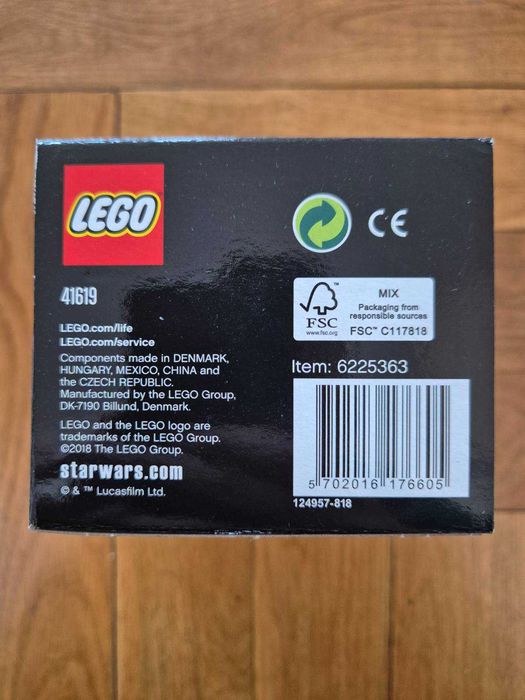 LEGO
41619
LEGO.com/life
LEGO.com/service
Components made in DENMARK,
HUNGARY, MEXICO, CHINA and
the CZECH REPUBLIC.
Manufactured by the LEGO Group,
DK-7190 Billund, Denmark.
LEGO and the LEGO logo are
trademarks of the LEGO Group.
©2018 The LEGO Group.
starwars.com
© & ™ Lucasfilm Ltd.
CE
FSC
www.fsc.org
MIX
Packaging from
responsible sources
FSC™ C117818
Item: 6225363
5 702016 176605
124957-818